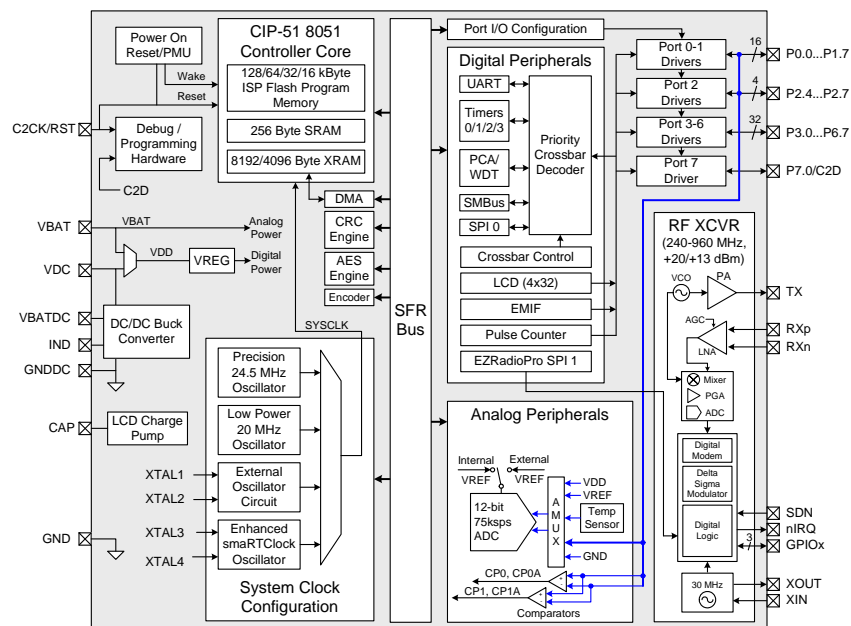 Power On
Reset/PMU
Wake
Reset
C2CK/RST
Debug /
Programming
Hardware
C2D
CIP-51 8051
Controller Core
128/64/32/16 kByte
ISP Flash Program
Memory
256 Byte SRAM
8192/4096 Byte XRAM
DMA
CRC
Engine
AES
Engine
Encoder
VBAT
VBAT
Analog
Power
VDC
VDD
VREG
Digital
Power
VBATDC
IND
GNDDC
DC/DC Buck
Converter
SYSCLK
CAP
LCD Charge
Pump
XTAL1
XTAL2
XTAL3
XTAL4
GND
Precision
24.5 MHz
Oscillator
Low Power
20 MHz
Oscillator
External
Oscillator
Circuit
Enhanced
smaRTClock
Oscillator
System Clock
Configuration
SFR
Bus
Port I/O Configuration
Digital Peripherals
UART
Timers
0/1/2/3
PCA/
WDT
SMBus
SPI 0
Priority
Crossbar
Decoder
Crossbar Control
LCD (4x32)
EMIF
Pulse Counter
EZRadioPro SPI 1
Port 0-1
Drivers
Port 2
Drivers
Port 3-6
Drivers
Port 7
Driver
16
P0.0...P1.7
4
P2.4...P2.7
32
P3.0...P6.7
P7.0/C2D
Analog Peripherals
Internal
VREF
External
VREF
12-bit
75ksps
ADC
A
M
U
X
VDD
VREF
Temp
Sensor
GND
CP0, CP0A
CP1, CP1A
+
-
+
-
Comparators
RF XCVR
(240-960 MHz,
+20/+13 dBm)
VCO
PA
TX
AGC
LNA
RXp
RXn
Mixer
PGA
ADC
Digital
Modem
Delta
Sigma
Modulator
Digital
Logic
SDN
nIRQ
3
GPIOx
30 MHz
XOUT
XIN